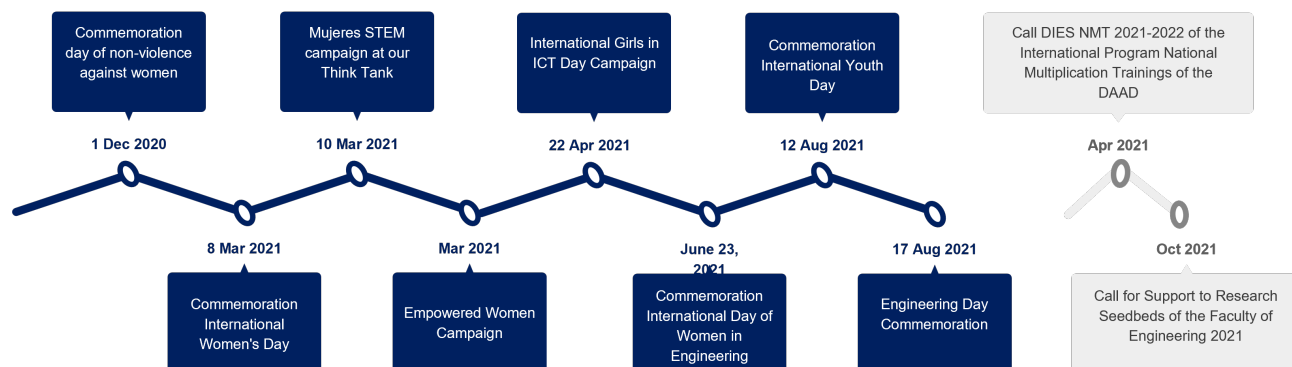 Commemoration
day of non-violence
against women
1 Dec 2020
8 Mar 2021
Commemoration
International
Women's Day
Mujeres STEM
campaign at our
Think Tank
10 Mar 2021
Mar 2021
Empowered Women
Campaign
International Girls in
ICT Day Campaign
22 Apr 2021
June 23,
2021
Commemoration
International Day of
Women in
Engineering
Commemoration
International Youth
Day
12 Aug 2021
17 Aug 2021
Engineering Day
Commemoration
Call DIES NMT 2021-2022 of the
International Program National
Multiplication Trainings of the
DAAD
Apr 2021
Oct 2021
Call for Support to Research
Seedbeds of the Faculty of
Engineering 2021